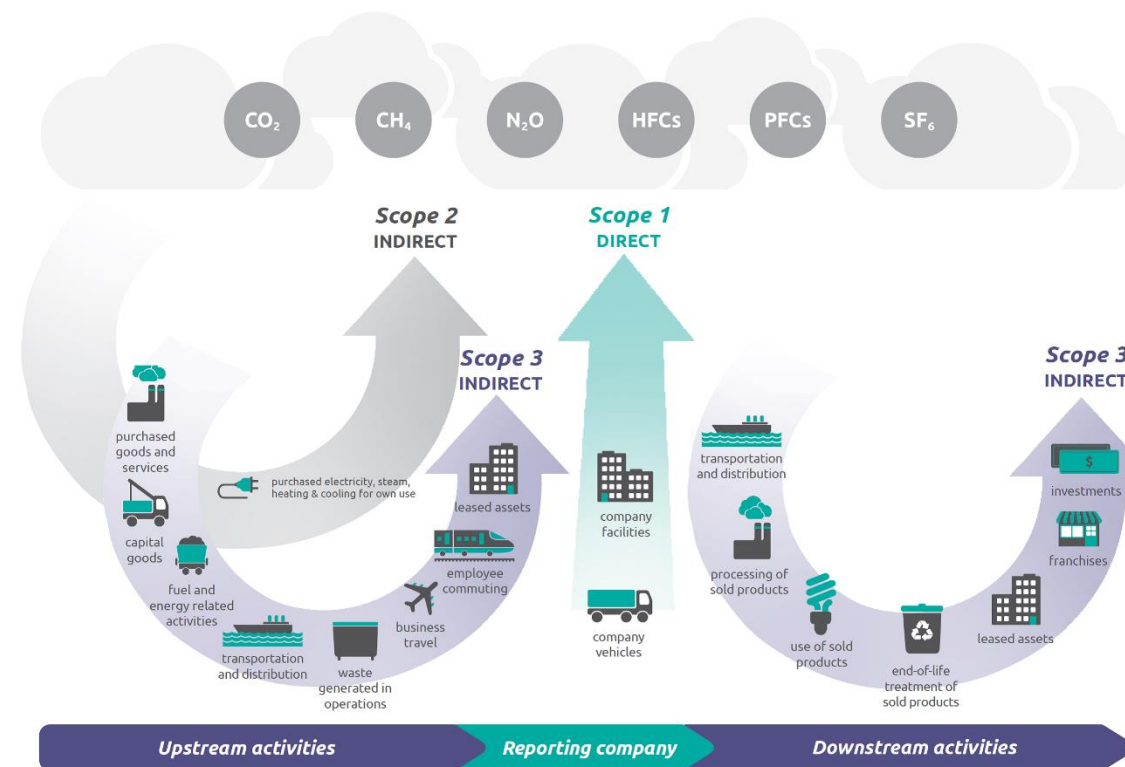 CO₂
CH₄
N₂O
HFCs
PFCs
SF₆
Scope 2
INDIRECT
Scope 1
DIRECT
Scope 3
INDIRECT
Scope 3
INDIRECT
purchased
goods and
services
capital
goods
fuel and
energy related
activities
transportation
and distribution
waste
generated in
operations
business
travel
employee
commuting
leased assets
purchased electricity, steam,
heating & cooling for own use
company
facilities
company
vehicles
transportation
and distribution
processing of
sold products
use of sold
products
end-of-life
treatment of
sold products
leased assets
franchises
$
investments
Upstream activities
Reporting company
Downstream activities